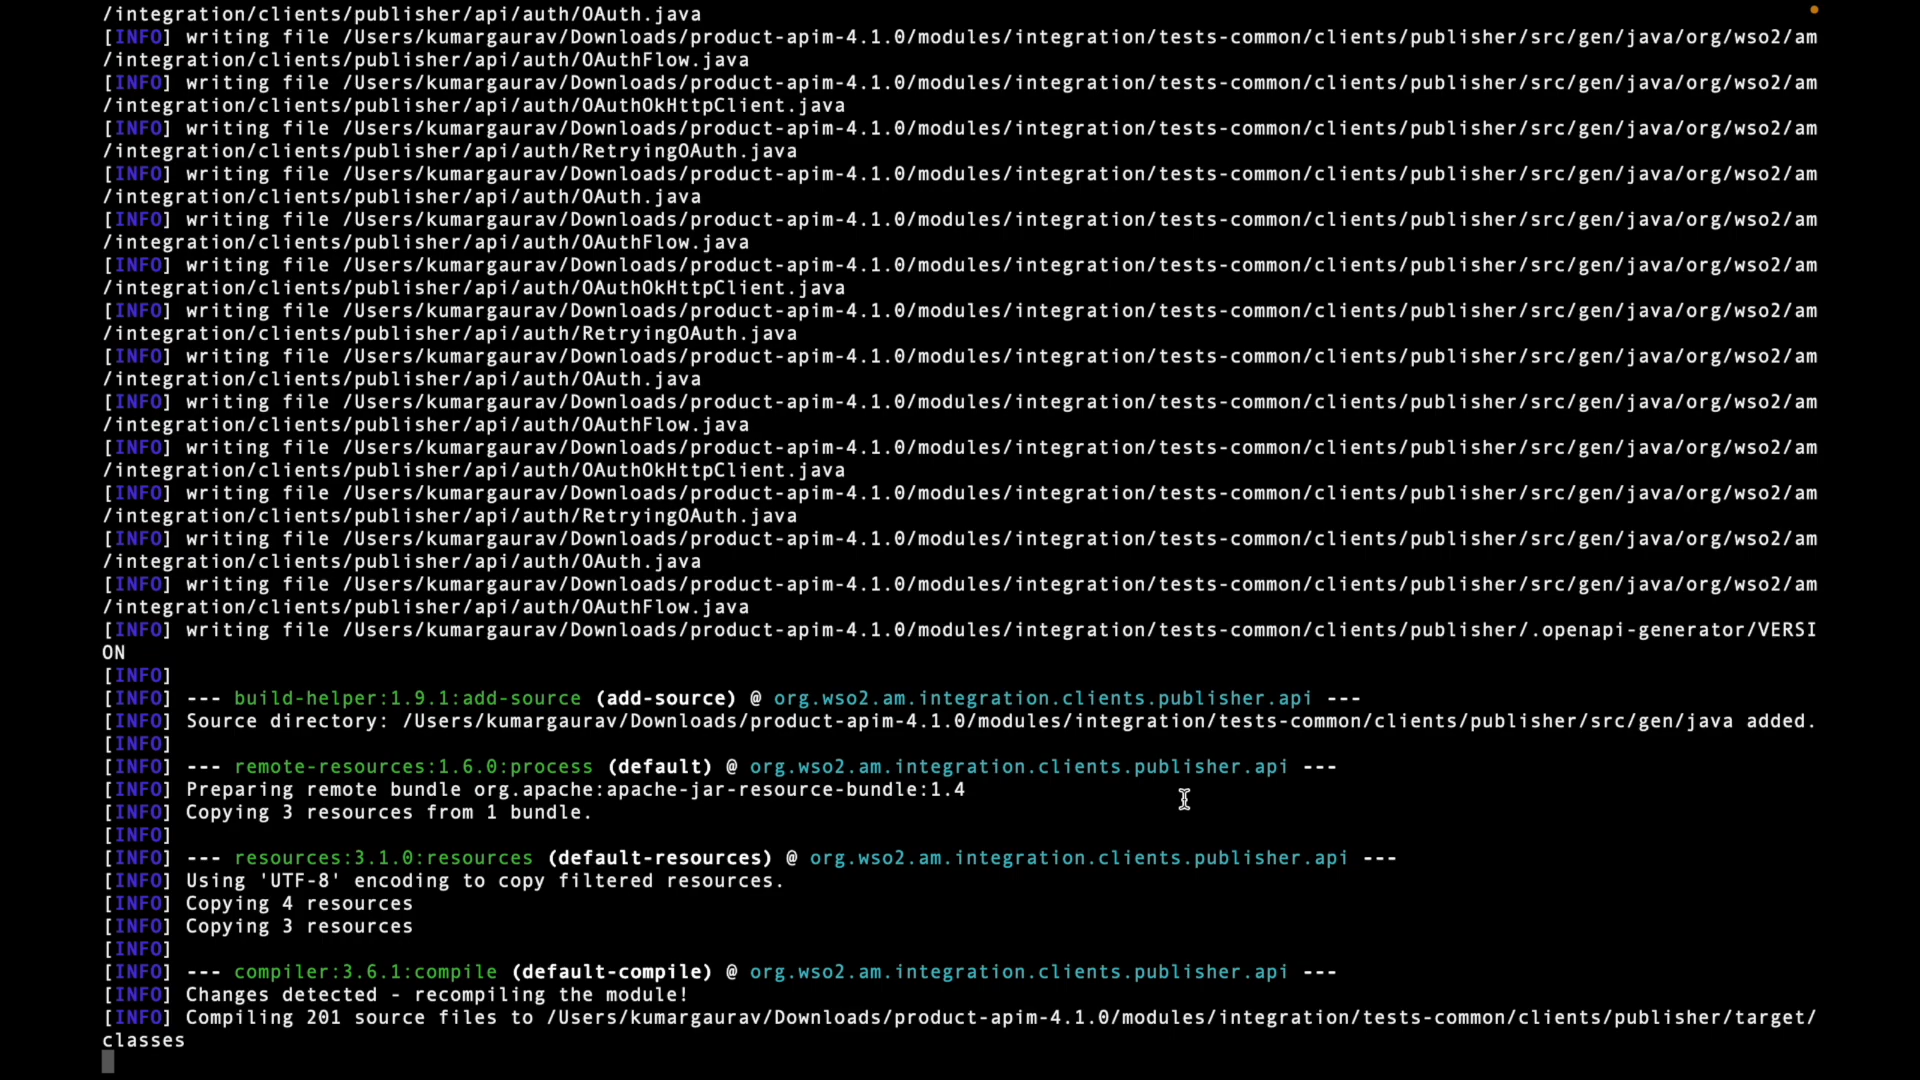 /integration/clients/publisher/api/auth/OAuth.java
[INFO] writing file /Users/kumargaurav/Downloads/product-apim-4.1.0/modules/integration/tests-common/clients/publisher/src/gen/java/org/wso2/am
/integration/clients/publisher/api/auth/OAuthFlow.java
[INFO] writing file /Users/kumargaurav/Downloads/product-apim-4.1.0/modules/integration/tests-common/clients/publisher/src/gen/java/org/wso2/am
/integration/clients/publisher/api/auth/OAuthOkHttpClient.java
[INFO] writing file /Users/kumargaurav/Downloads/product-apim-4.1.0/modules/integration/tests-common/clients/publisher/src/gen/java/org/wso2/am
/integration/clients/publisher/api/auth/RetryingOAuth.java
[INFO] writing file /Users/kumargaurav/Downloads/product-apim-4.1.0/modules/integration/tests-common/clients/publisher/src/gen/java/org/wso2/am
/integration/clients/publisher/api/auth/OAuth.java
[INFO] writing file /Users/kumargaurav/Downloads/product-apim-4.1.0/modules/integration/tests-common/clients/publisher/src/gen/java/org/wso2/am
/integration/clients/publisher/api/auth/OAuthFlow.java
[INFO] writing file /Users/kumargaurav/Downloads/product-apim-4.1.0/modules/integration/tests-common/clients/publisher/src/gen/java/org/wso2/am
/integration/clients/publisher/api/auth/OAuthOkHttpClient.java
[INFO] writing file /Users/kumargaurav/Downloads/product-apim-4.1.0/modules/integration/tests-common/clients/publisher/src/gen/java/org/wso2/am
/integration/clients/publisher/api/auth/RetryingOAuth.java
[INFO] writing file /Users/kumargaurav/Downloads/product-apim-4.1.0/modules/integration/tests-common/clients/publisher/src/gen/java/org/wso2/am
/integration/clients/publisher/api/auth/OAuth.java
[INFO] writing file /Users/kumargaurav/Downloads/product-apim-4.1.0/modules/integration/tests-common/clients/publisher/src/gen/java/org/wso2/am
/integration/clients/publisher/api/auth/OAuthFlow.java
[INFO] writing file /Users/kumargaurav/Downloads/product-apim-4.1.0/modules/integration/tests-common/clients/publisher/src/gen/java/org/wso2/am
/integration/clients/publisher/api/auth/OAuthOkHttpClient.java
[INFO] writing file /Users/kumargaurav/Downloads/product-apim-4.1.0/modules/integration/tests-common/clients/publisher/src/gen/java/org/wso2/am
/integration/clients/publisher/api/auth/RetryingOAuth.java
[INFO] writing file /Users/kumargaurav/Downloads/product-apim-4.1.0/modules/integration/tests-common/clients/publisher/src/gen/java/org/wso2/am
/integration/clients/publisher/api/auth/OAuth.java
[INFO] writing file /Users/kumargaurav/Downloads/product-apim-4.1.0/modules/integration/tests-common/clients/publisher/src/gen/java/org/wso2/am
/integration/clients/publisher/api/auth/OAuthFlow.java
[INFO] writing file /Users/kumargaurav/Downloads/product-apim-4.1.0/modules/integration/tests-common/clients/publisher/.openapi-generator/VERSI
ON
[INFO]
[INFO] --- build-helper:1.9.1:add-source (add-source) @ org.wso2.am.integration.clients.publisher.api ---
[INFO] Source directory: /Users/kumargaurav/Downloads/product-apim-4.1.0/modules/integration/tests-common/clients/publisher/src/gen/java added.
[INFO]
[INFO] --- remote-resources:1.6.0:process (default) @ org.wso2.am.integration.clients.publisher.api ---
[INFO] Preparing remote bundle org.apache:apache-jar-resource-bundle:1.4
[INFO] Copying 3 resources from 1 bundle.
[INFO]
[INFO] --- resources:3.1.0:resources (default-resources) @ org.wso2.am.integration.clients.publisher.api ---
[INFO] Using 'UTF-8' encoding to copy filtered resources.
[INFO] Copying 4 resources
[INFO] Copying 3 resources
[INFO]
[INFO] --- compiler:3.6.1:compile (default-compile) @ org.wso2.am.integration.clients.publisher.api ---
[INFO] Changes detected - recompiling the module!
[INFO] Compiling 201 source files to /Users/kumargaurav/Downloads/product-apim-4.1.0/modules/integration/tests-common/clients/publisher/target/
classes